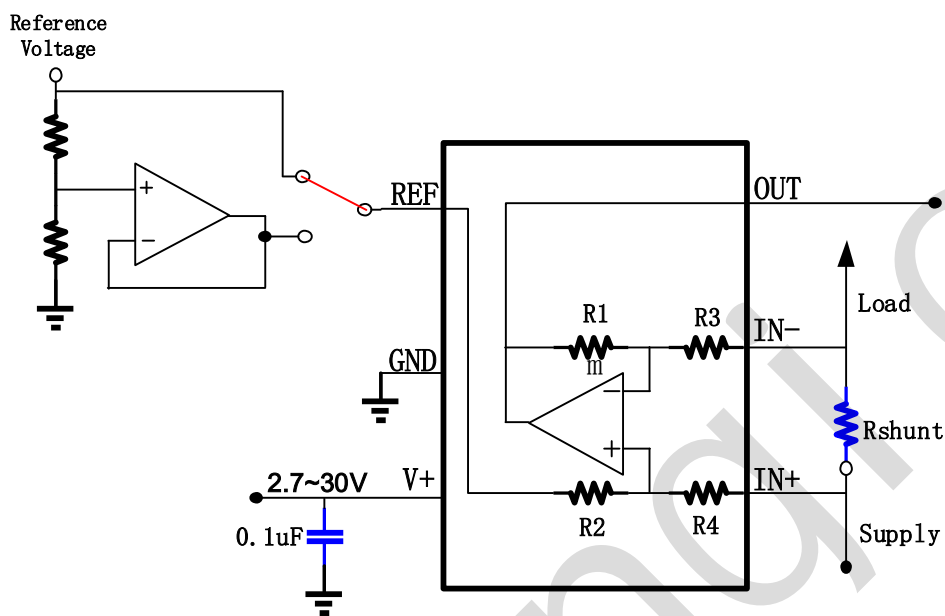 Reference
Voltage
+
−
REF
OUT
R1
R3
IN-
Load
m
GND
−
+
Rshunt
2.7~30V
V+
IN+
R2
R4
0.1uF
Supply